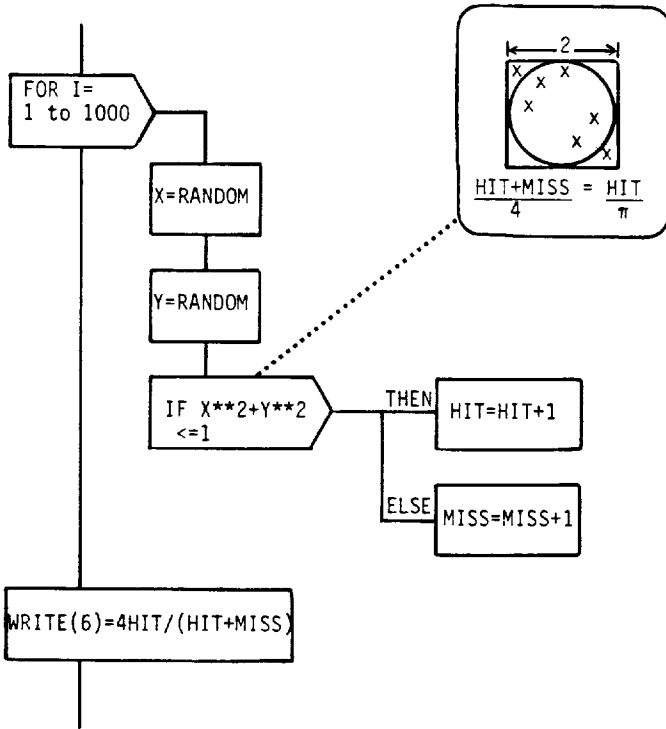 FOR I=
1 to 1000
X=RANDOM
Y=RANDOM
IF X**2+Y**2
<=1
THEN
HIT=HIT+1
ELSE
MISS=MISS+1
WRITE(6)=4HIT/(HIT+MISS)
2
x x x
x x
x x
HIT+MISS = HIT
4 π